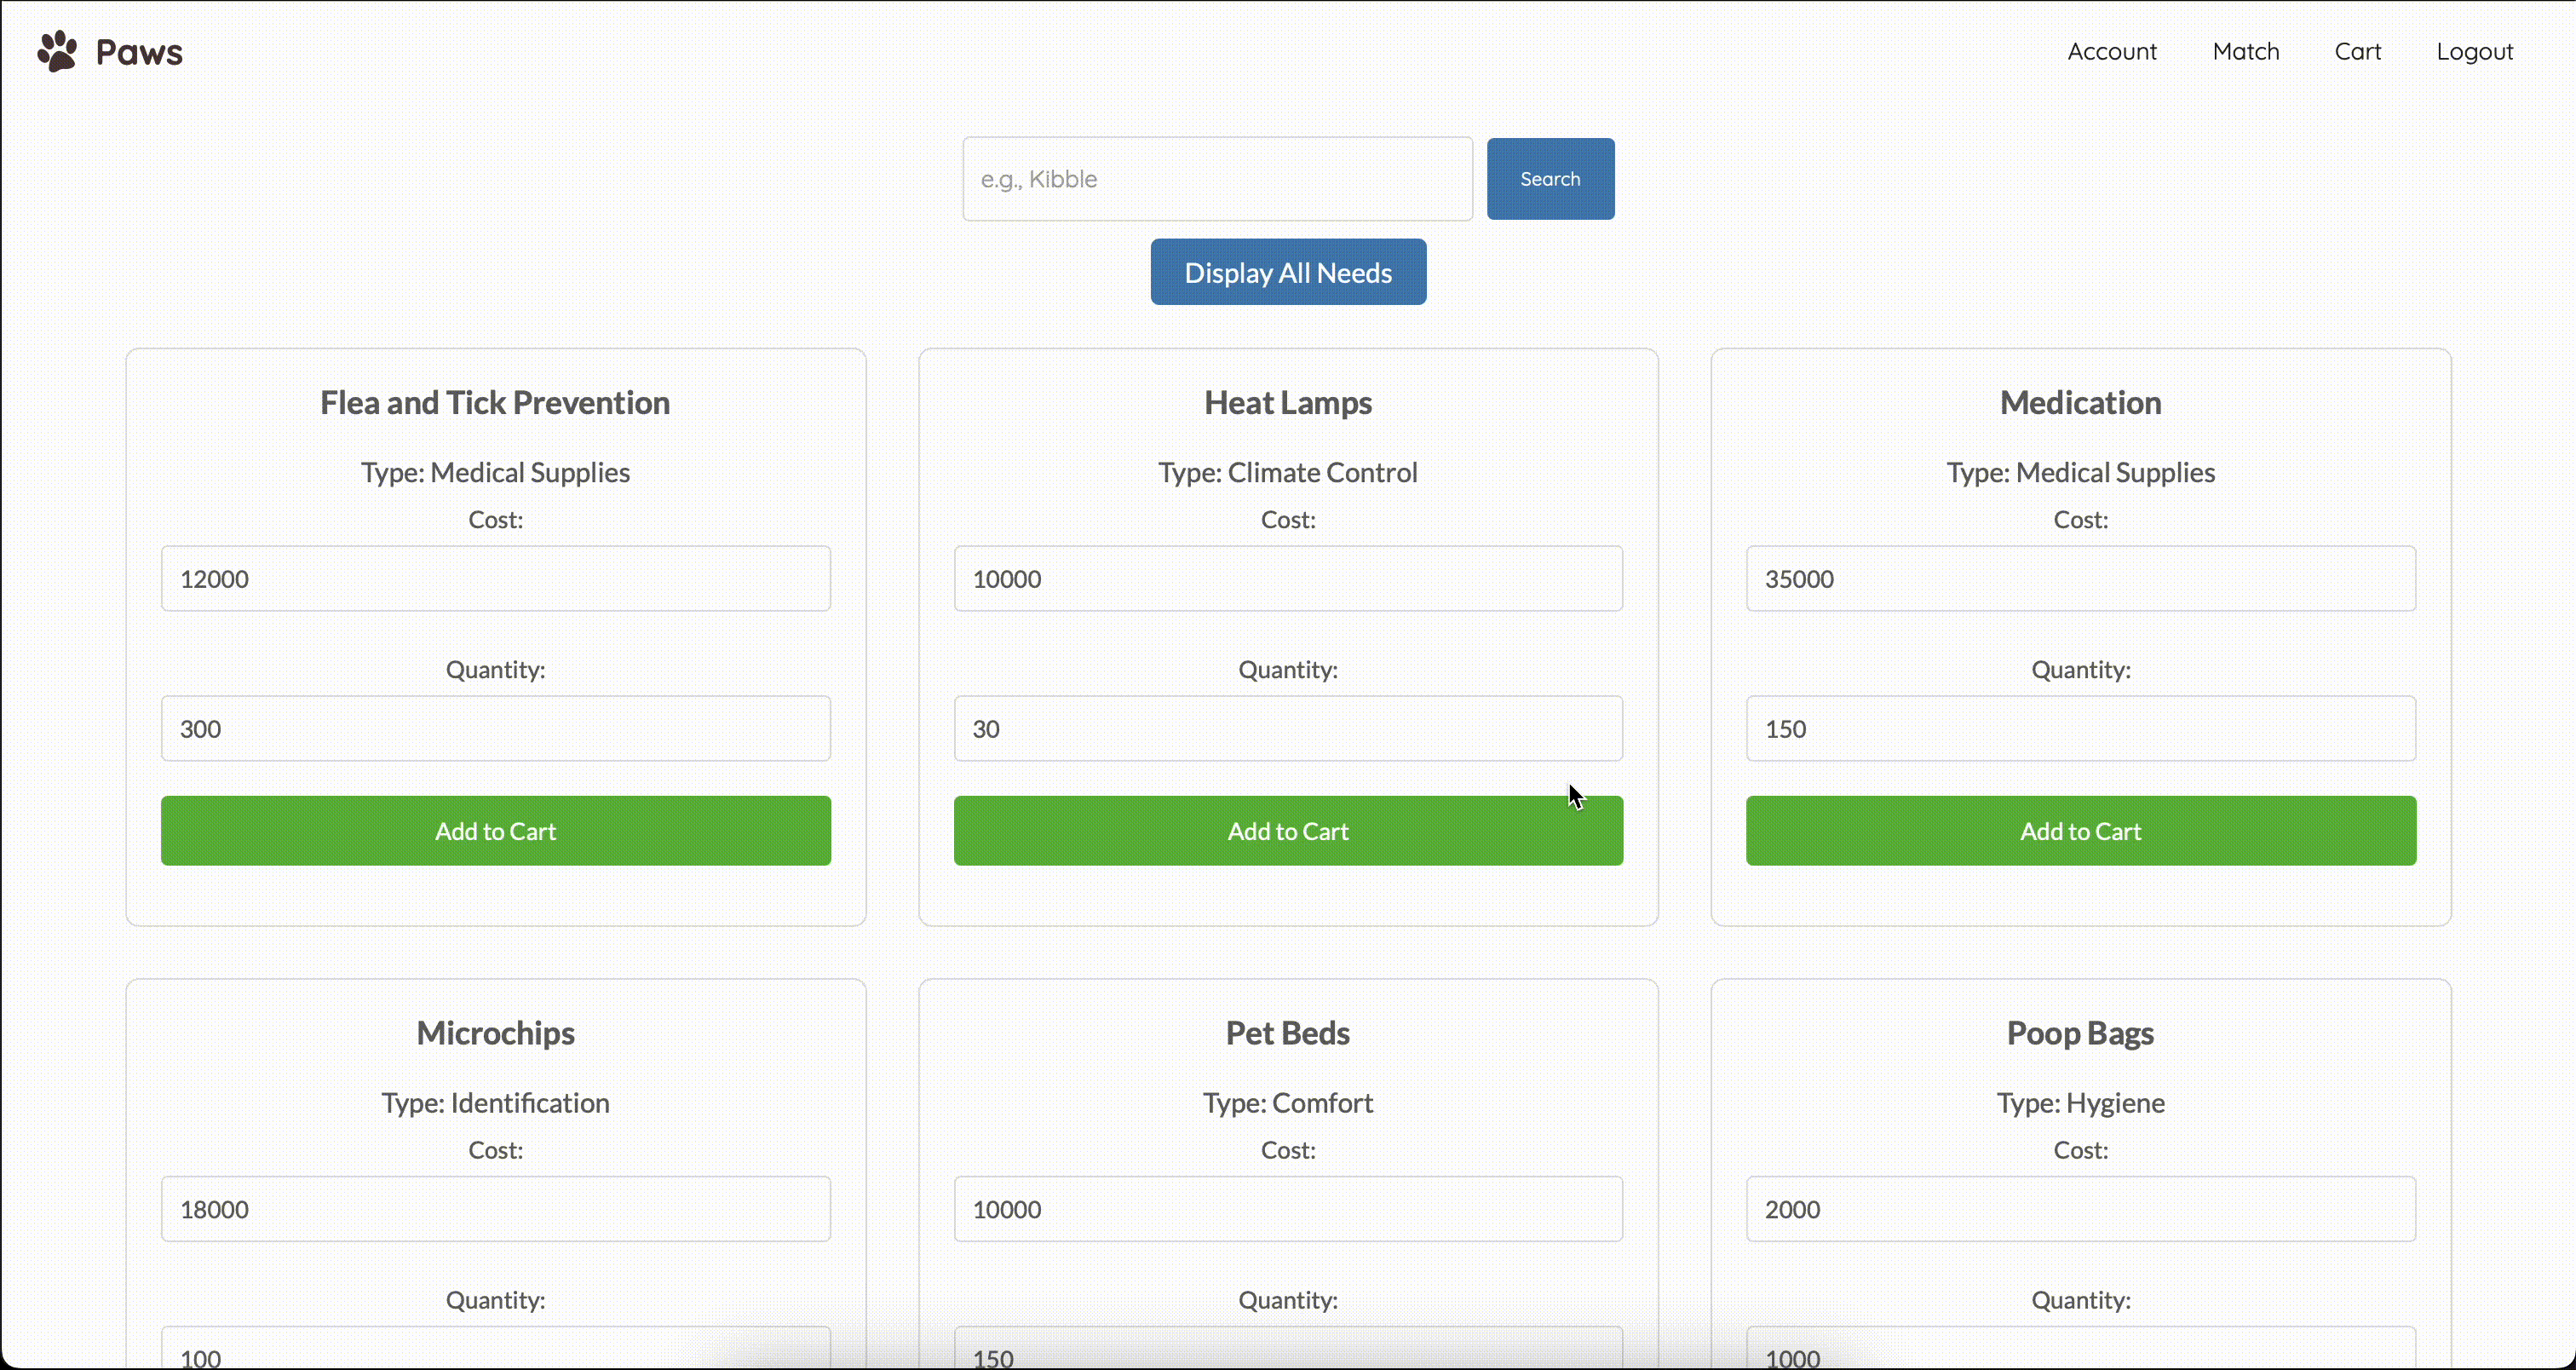 Paws
Account Match Cart Logout
e.g., Kibble
Search
Display All Needs
Flea and Tick Prevention
Type: Medical Supplies
Cost:
12000
Quantity:
300
Add to Cart
Heat Lamps
Type: Climate Control
Cost:
10000
Quantity:
30
Add to Cart
Medication
Type: Medical Supplies
Cost:
35000
Quantity:
150
Add to Cart
Microchips
Type: Identification
Cost:
18000
Quantity:
100
Pet Beds
Type: Comfort
Cost:
10000
Quantity:
150
Poop Bags
Type: Hygiene
Cost:
2000
Quantity:
1000